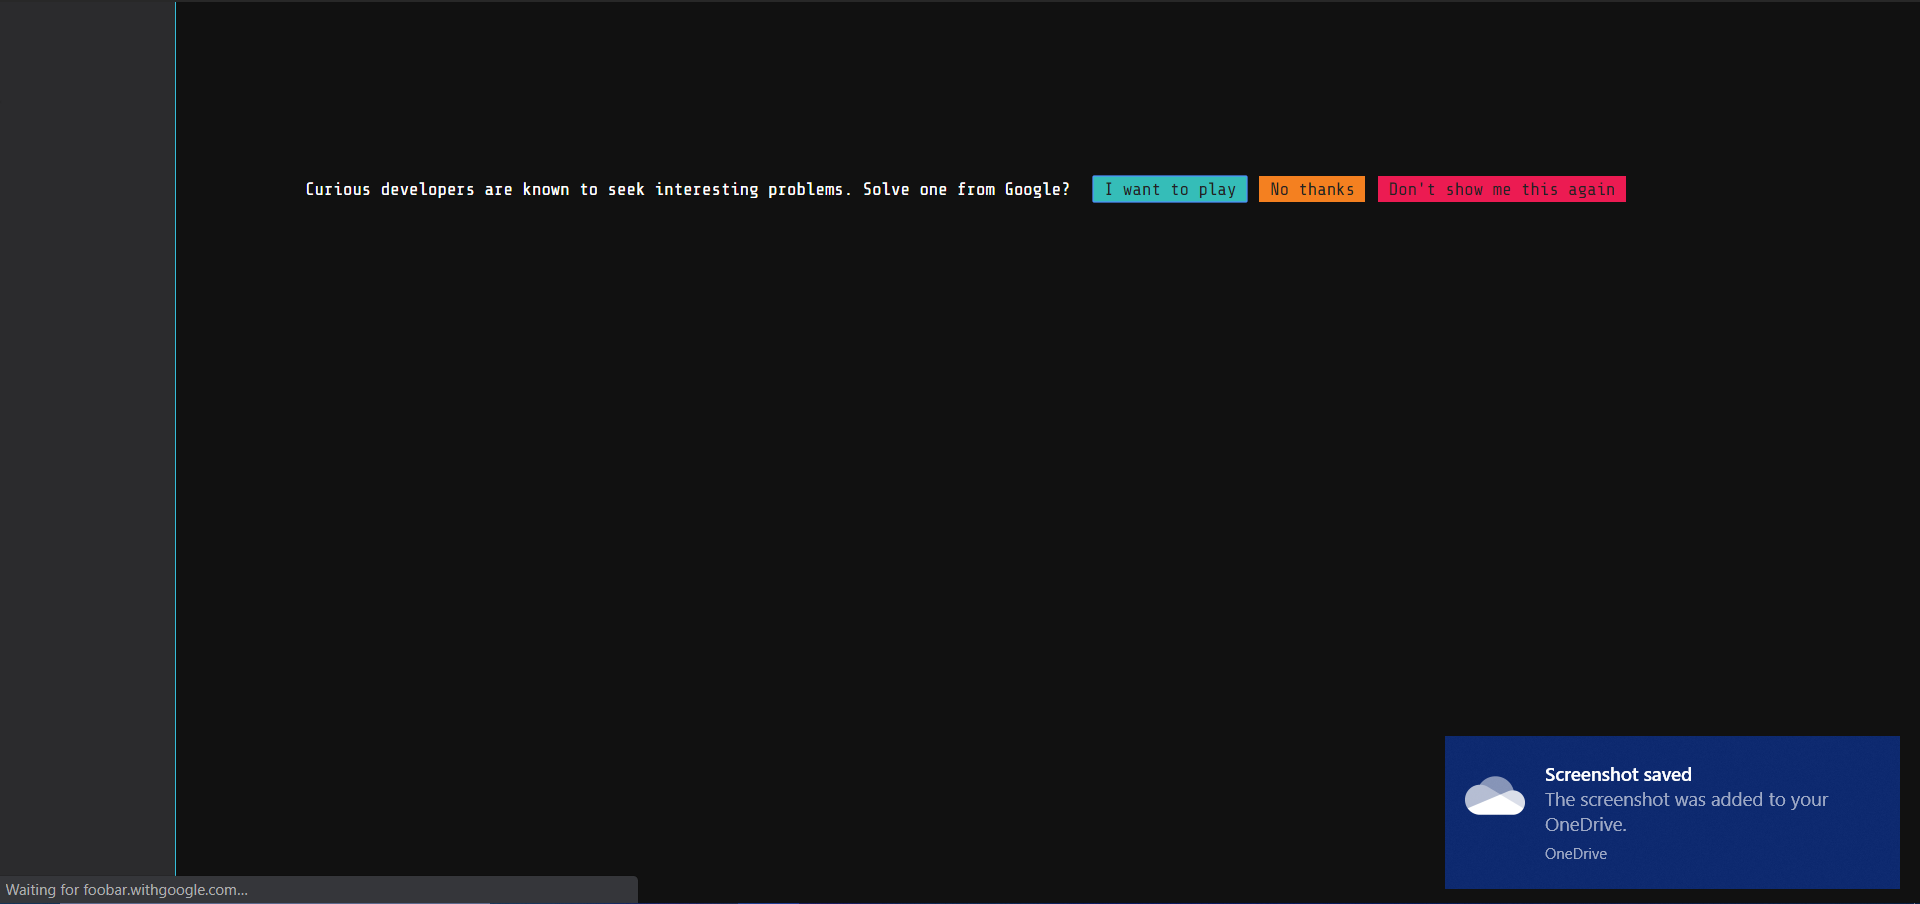 Curious developers are known to seek interesting problems. Solve one from Google? I want to play No thanks Don't show me this again
Screenshot saved
The screenshot was added to your
OneDrive.
OneDrive
Waiting for foobar.withgoogle.com...